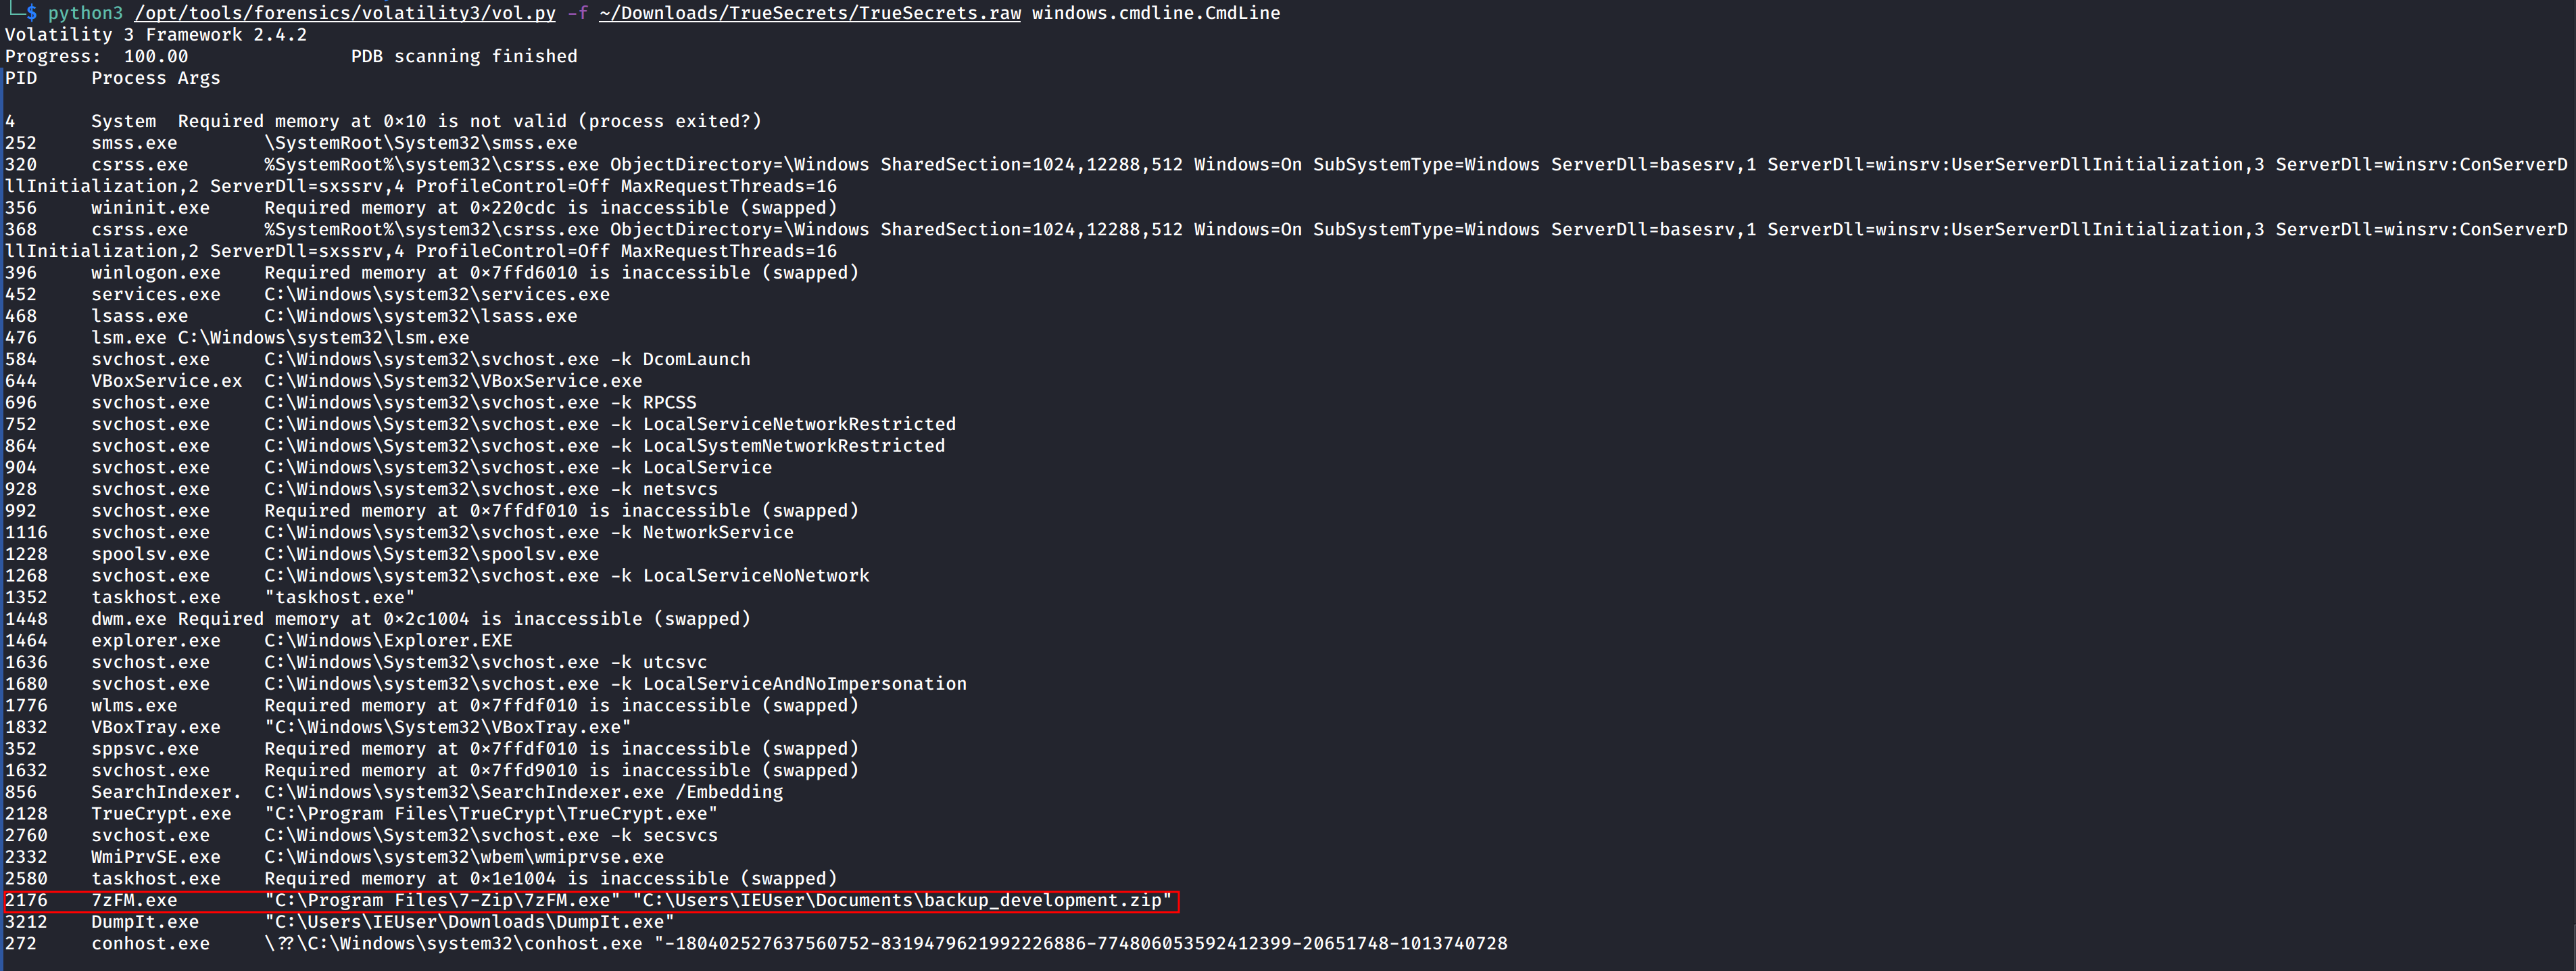 └─$ python3 /opt/tools/forensics/volatility3/vol.py -f ~/Downloads/TrueSecrets/TrueSecrets.raw windows.cmdline.CmdLine
Volatility 3 Framework 2.4.2
Progress:  100.00               PDB scanning finished
PID     Process Args

4       System  Required memory at 0x10 is not valid (process exited?)
252     smss.exe        \SystemRoot\System32\smss.exe
320     csrss.exe       %SystemRoot%\system32\csrss.exe ObjectDirectory=\Windows SharedSection=1024,12288,512 Windows=On SubSystemType=Windows ServerDll=basesrv,1 ServerDll=winsrv:UserServerDllInitialization,3 ServerDll=winsrv:ConServerD
llInitialization,2 ServerDll=sxssrv,4 ProfileControl=Off MaxRequestThreads=16
356     wininit.exe     Required memory at 0x220cdc is inaccessible (swapped)
368     csrss.exe       %SystemRoot%\system32\csrss.exe ObjectDirectory=\Windows SharedSection=1024,12288,512 Windows=On SubSystemType=Windows ServerDll=basesrv,1 ServerDll=winsrv:UserServerDllInitialization,3 ServerDll=winsrv:ConServerD
llInitialization,2 ServerDll=sxssrv,4 ProfileControl=Off MaxRequestThreads=16
396     winlogon.exe    Required memory at 0x7ffd6010 is inaccessible (swapped)
452     services.exe    C:\Windows\system32\services.exe
468     lsass.exe       C:\Windows\system32\lsass.exe
476     lsm.exe C:\Windows\system32\lsm.exe
584     svchost.exe     C:\Windows\system32\svchost.exe -k DcomLaunch
644     VBoxService.ex  C:\Windows\System32\VBoxService.exe
696     svchost.exe     C:\Windows\system32\svchost.exe -k RPCSS
752     svchost.exe     C:\Windows\System32\svchost.exe -k LocalServiceNetworkRestricted
864     svchost.exe     C:\Windows\System32\svchost.exe -k LocalSystemNetworkRestricted
904     svchost.exe     C:\Windows\system32\svchost.exe -k LocalService
928     svchost.exe     C:\Windows\system32\svchost.exe -k netsvcs
992     svchost.exe     Required memory at 0x7ffdf010 is inaccessible (swapped)
1116    svchost.exe     C:\Windows\system32\svchost.exe -k NetworkService
1228    spoolsv.exe     C:\Windows\System32\spoolsv.exe
1268    svchost.exe     C:\Windows\system32\svchost.exe -k LocalServiceNoNetwork
1352    taskhost.exe    "taskhost.exe"
1448    dwm.exe Required memory at 0x2c1004 is inaccessible (swapped)
1464    explorer.exe    C:\Windows\Explorer.EXE
1636    svchost.exe     C:\Windows\System32\svchost.exe -k utcsvc
1680    svchost.exe     C:\Windows\system32\svchost.exe -k LocalServiceAndNoImpersonation
1776    wlms.exe        Required memory at 0x7ffdf010 is inaccessible (swapped)
1832    VBoxTray.exe    "C:\Windows\System32\VBoxTray.exe"
352     sppsvc.exe      Required memory at 0x7ffdf010 is inaccessible (swapped)
1632    svchost.exe     Required memory at 0x7ffd9010 is inaccessible (swapped)
856     SearchIndexer.  C:\Windows\system32\SearchIndexer.exe /Embedding
2128    TrueCrypt.exe   "C:\Program Files\TrueCrypt\TrueCrypt.exe"
2760    svchost.exe     C:\Windows\System32\svchost.exe -k secsvcs
2332    WmiPrvSE.exe    C:\Windows\system32\wbem\wmiprvse.exe
2580    taskhost.exe    Required memory at 0x1e1004 is inaccessible (swapped)
2176    7zFM.exe        "C:\Program Files\7-Zip\7zFM.exe" "C:\Users\IEUser\Documents\backup_development.zip"
3212    DumpIt.exe      "C:\Users\IEUser\Downloads\DumpIt.exe"
272     conhost.exe     \??\C:\Windows\system32\conhost.exe "-180402527637560752-8319479621992226886-774806053592412399-20651748-1013740728